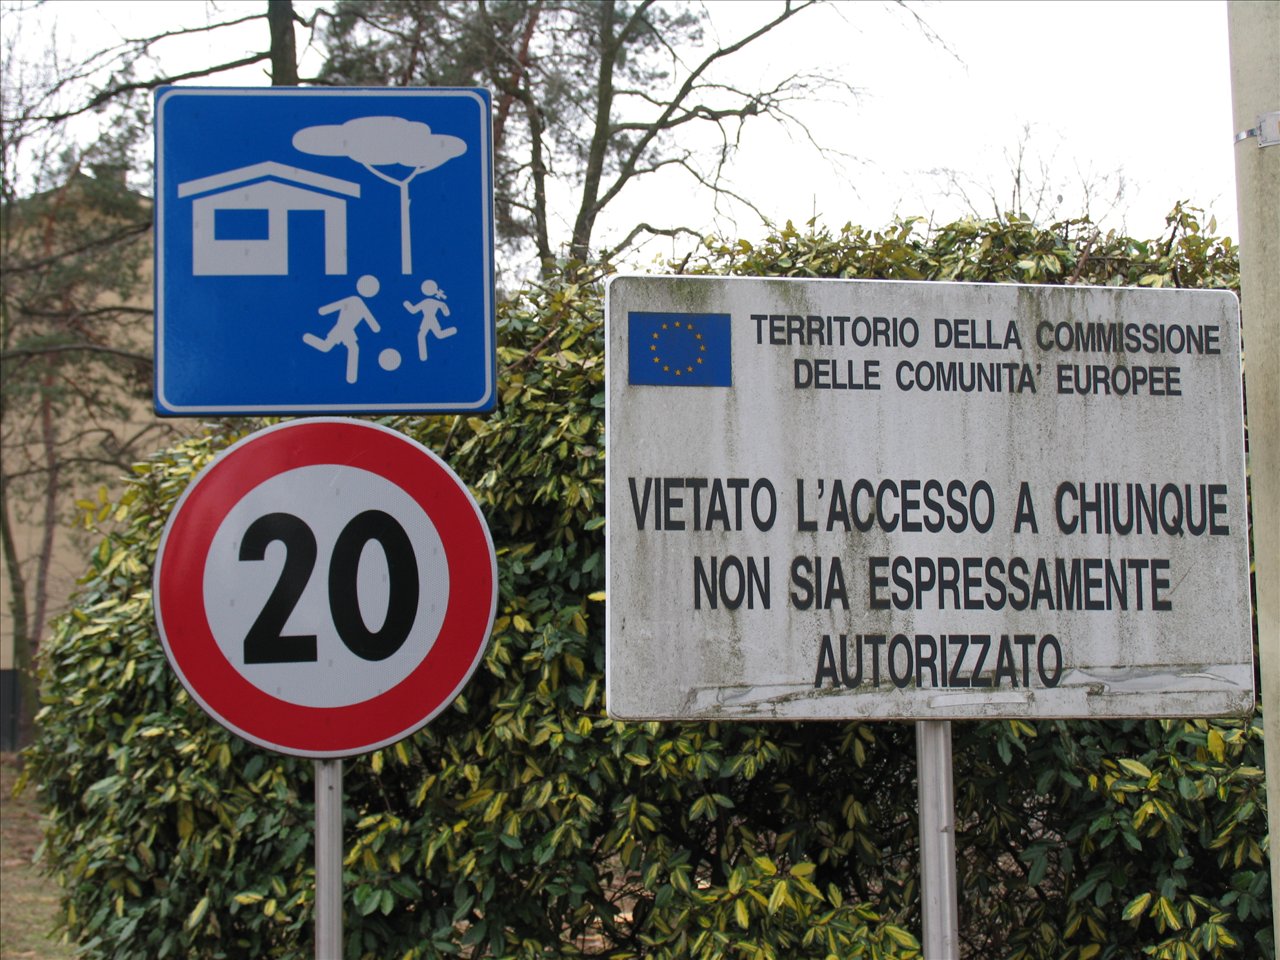 20
TERRITORIO DELLA COMMISSIONE
DELLE COMUNITA' EUROPEE
VIETATO L'ACCESSO A CHIUNQUE
NON SIA ESPRESSAMENTE
AUTORIZZATO